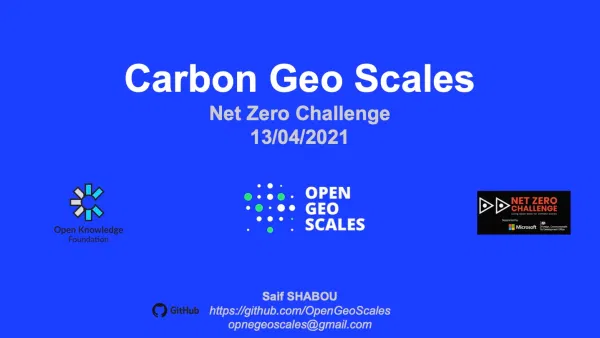 Carbon Geo Scales
Net Zero Challenge
13/04/2021
Open Knowledge
Foundation
OPEN
GEO
SCALES
NET ZERO
CHALLENGE
Microsoft
Saif SHABOU
GitHub
https://github.com/OpenGeoScales
opnegeoscales@gmail.com